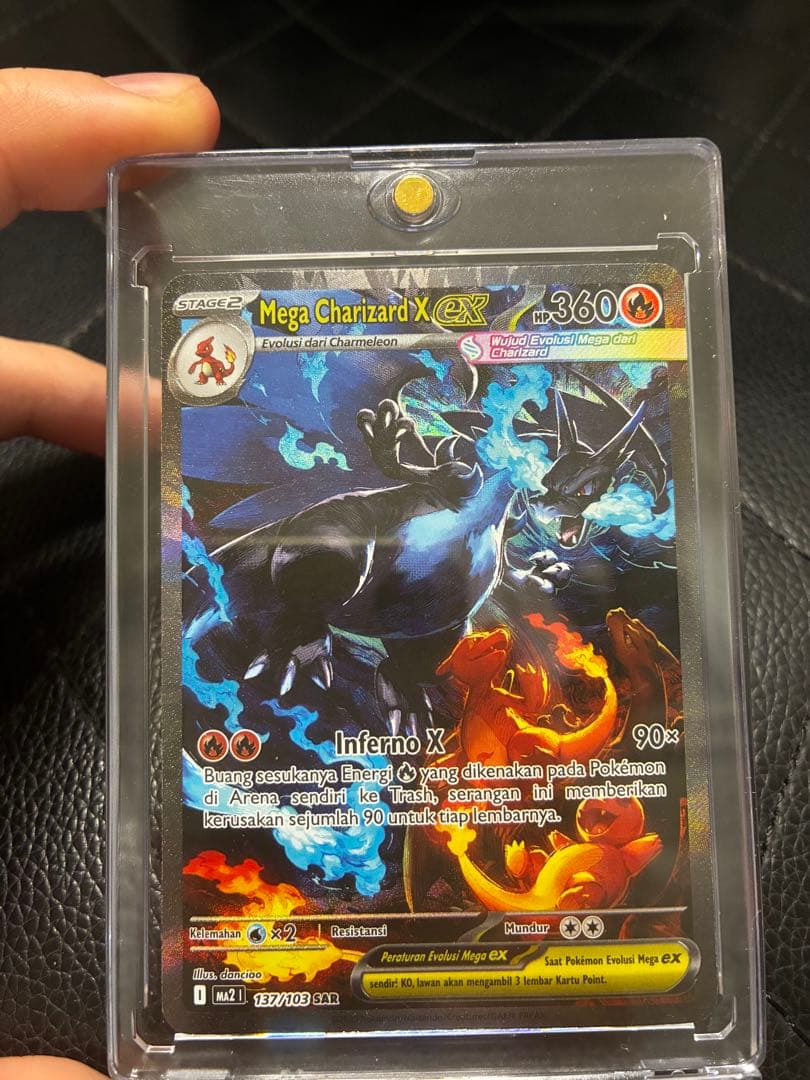 STAGE2 Mega Charizard X ex HP360
Evolusi dari Charmeleon
Wujud Evolusi Mega dari
Charizard
Inferno X 90×
Buang sesukanya Energi yang dikenakan pada Pokémon
di Arena sendiri ke Trash, serangan ini memberikan
kerusakan sejumlah 90 untuk tiap lembarnya.
Kelemahan ×2 Resistansi Mundur
Peraturan Evolusi Mega ex Saat Pokémon Evolusi Mega ex
sendiri KO, lawan akan mengambil 3 lembar Kartu Point.
Illus. danciao
I MA2 I 137/103 SAR